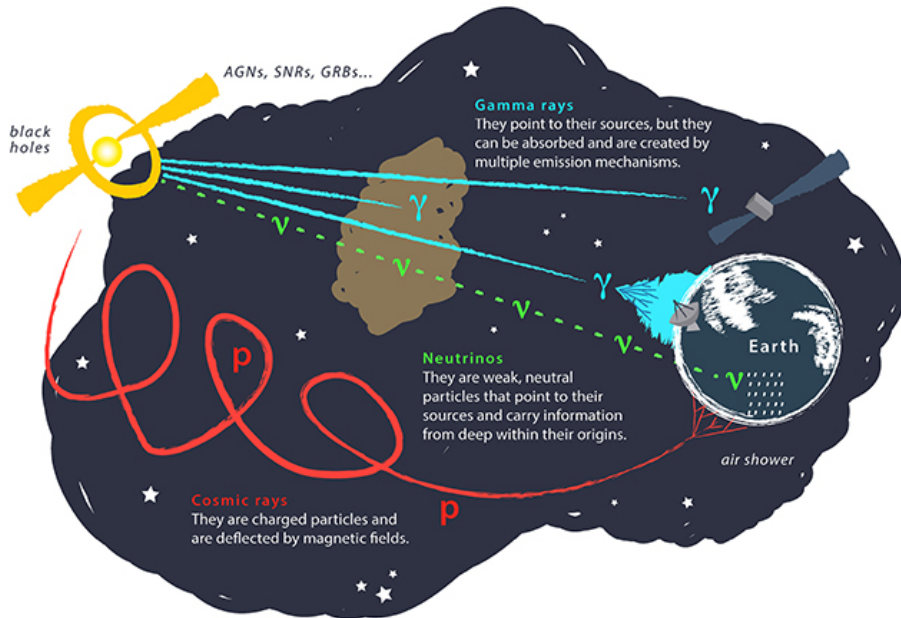 AGNs, SNRs, GRBs...
black
holes
Gamma rays
They point to their sources, but they
can be absorbed and are created by
multiple emission mechanisms.
γ
γ
γ
ν
ν
ν
ν
ν
Earth
Neutrinos
They are weak, neutral
particles that point to their
sources and carry information
from deep within their origins.
p
air shower
Cosmic rays
They are charged particles and
are deflected by magnetic fields.
p